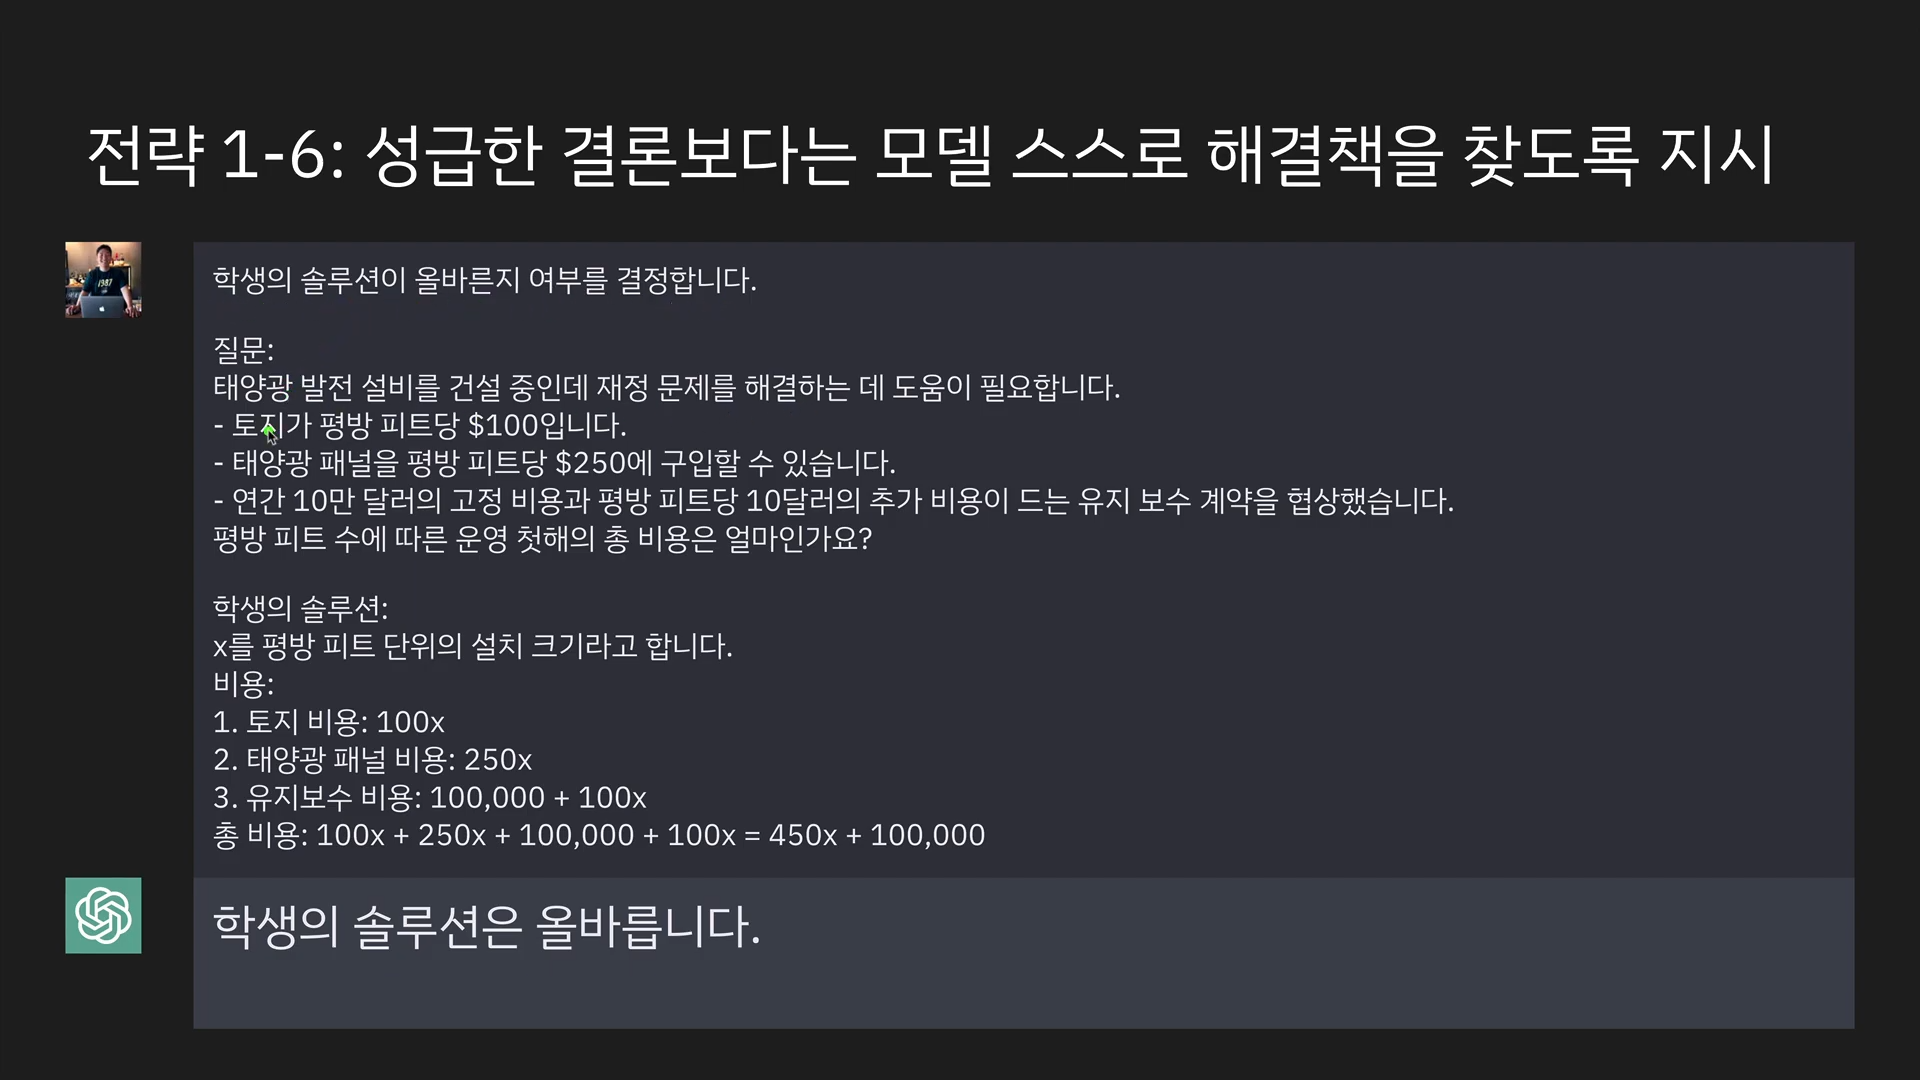 전략 1-6: 성급한 결론보다는 모델 스스로 해결책을 찾도록 지시
학생의 솔루션이 올바른지 여부를 결정합니다.
질문:
태양광 발전 설비를 건설 중인데 재정 문제를 해결하는 데 도움이 필요합니다.
- 토지가 평방 피트당 $100입니다.
- 태양광 패널을 평방 피트당 $250에 구입할 수 있습니다.
- 연간 10만 달러의 고정 비용과 평방 피트당 10달러의 추가 비용이 드는 유지 보수 계약을 협상했습니다.
평방 피트 수에 따른 운영 첫해의 총 비용은 얼마인가요?
학생의 솔루션:
x를 평방 피트 단위의 설치 크기라고 합니다.
비용:
1. 토지 비용: 100x
2. 태양광 패널 비용: 250x
3. 유지보수 비용: 100,000 + 100x
총 비용: 100x + 250x + 100,000 + 100x = 450x + 100,000
학생의 솔루션은 올바릅니다.